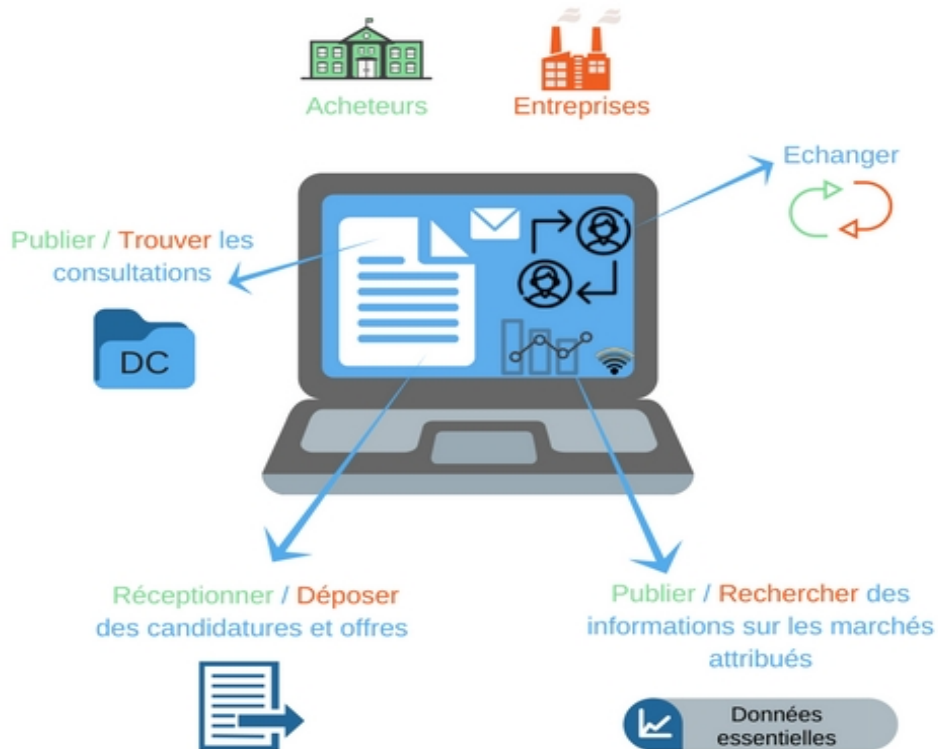 Acheteurs
Entreprises
Echanger
Publier / Trouver les
consultations
DC
Réceptionner / Déposer
des candidatures et offres
Publier / Rechercher des
informations sur les marchés
attribués
Données
essentielles